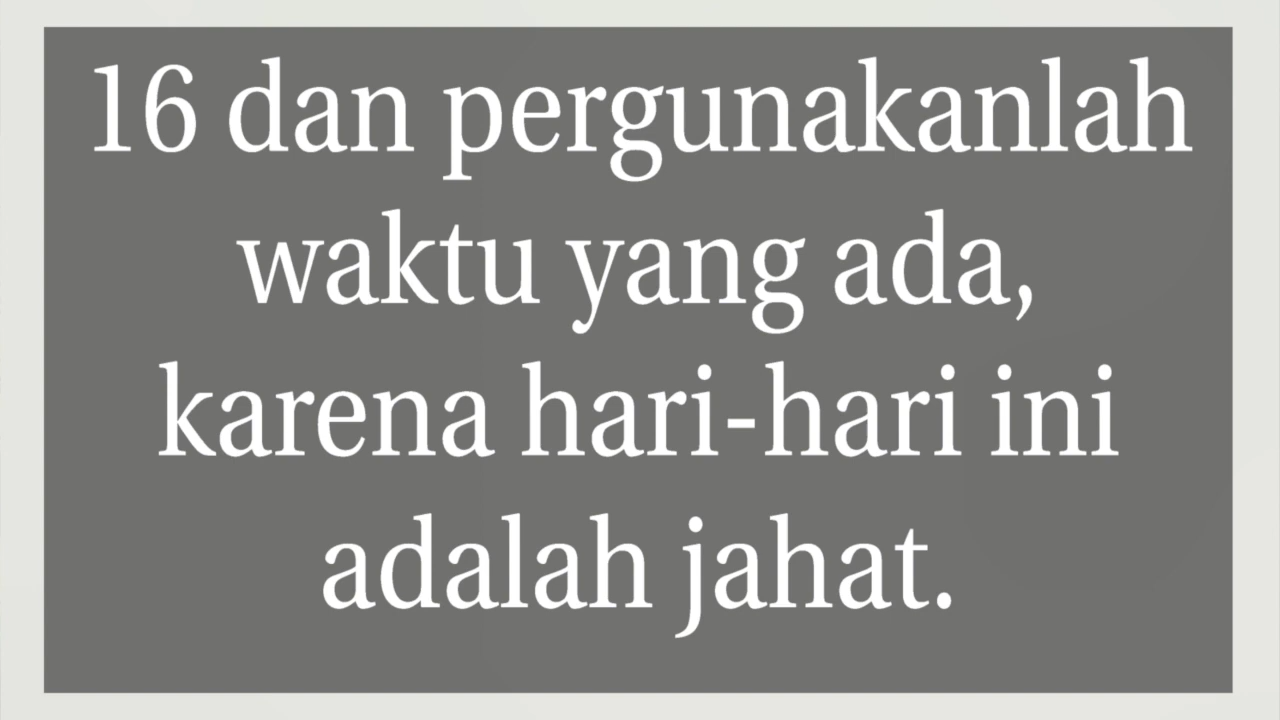 16 dan pergunakanlah
waktu yang ada,
karena hari-hari ini
adalah jahat.